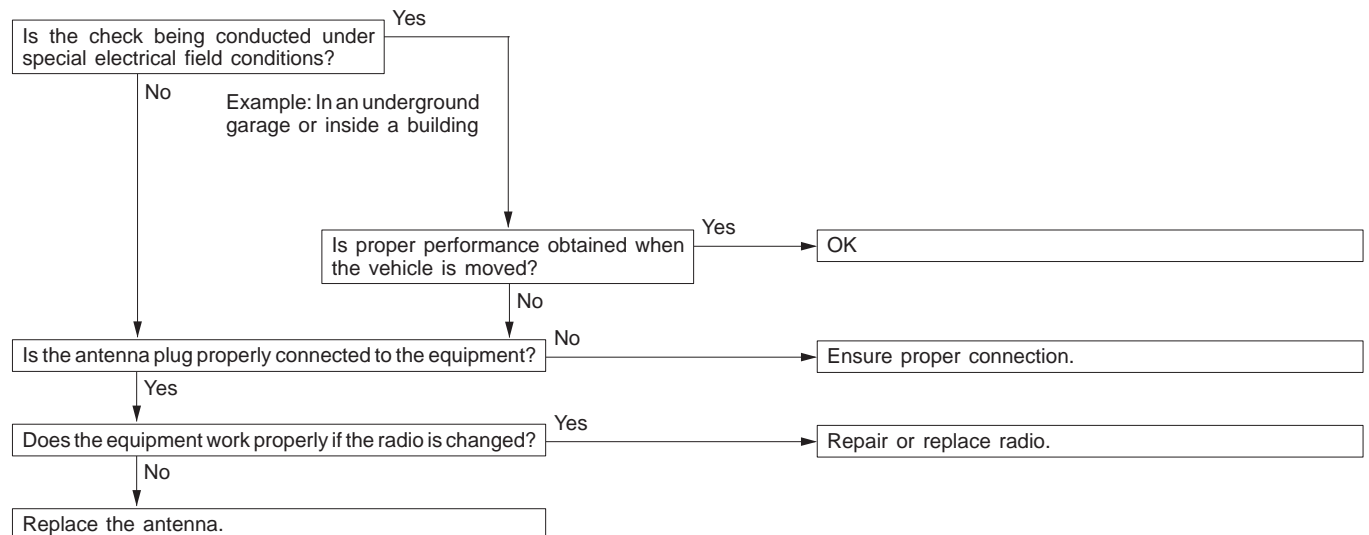 Is the check being conducted under
special electrical field conditions?
Yes
No
Example: In an underground
garage or inside a building
Is proper performance obtained when
the vehicle is moved?
Yes
OK
No
Is the antenna plug properly connected to the equipment?
No
Ensure proper connection.
Yes
Does the equipment work properly if the radio is changed?
Yes
Repair or replace radio.
No
Replace the antenna.